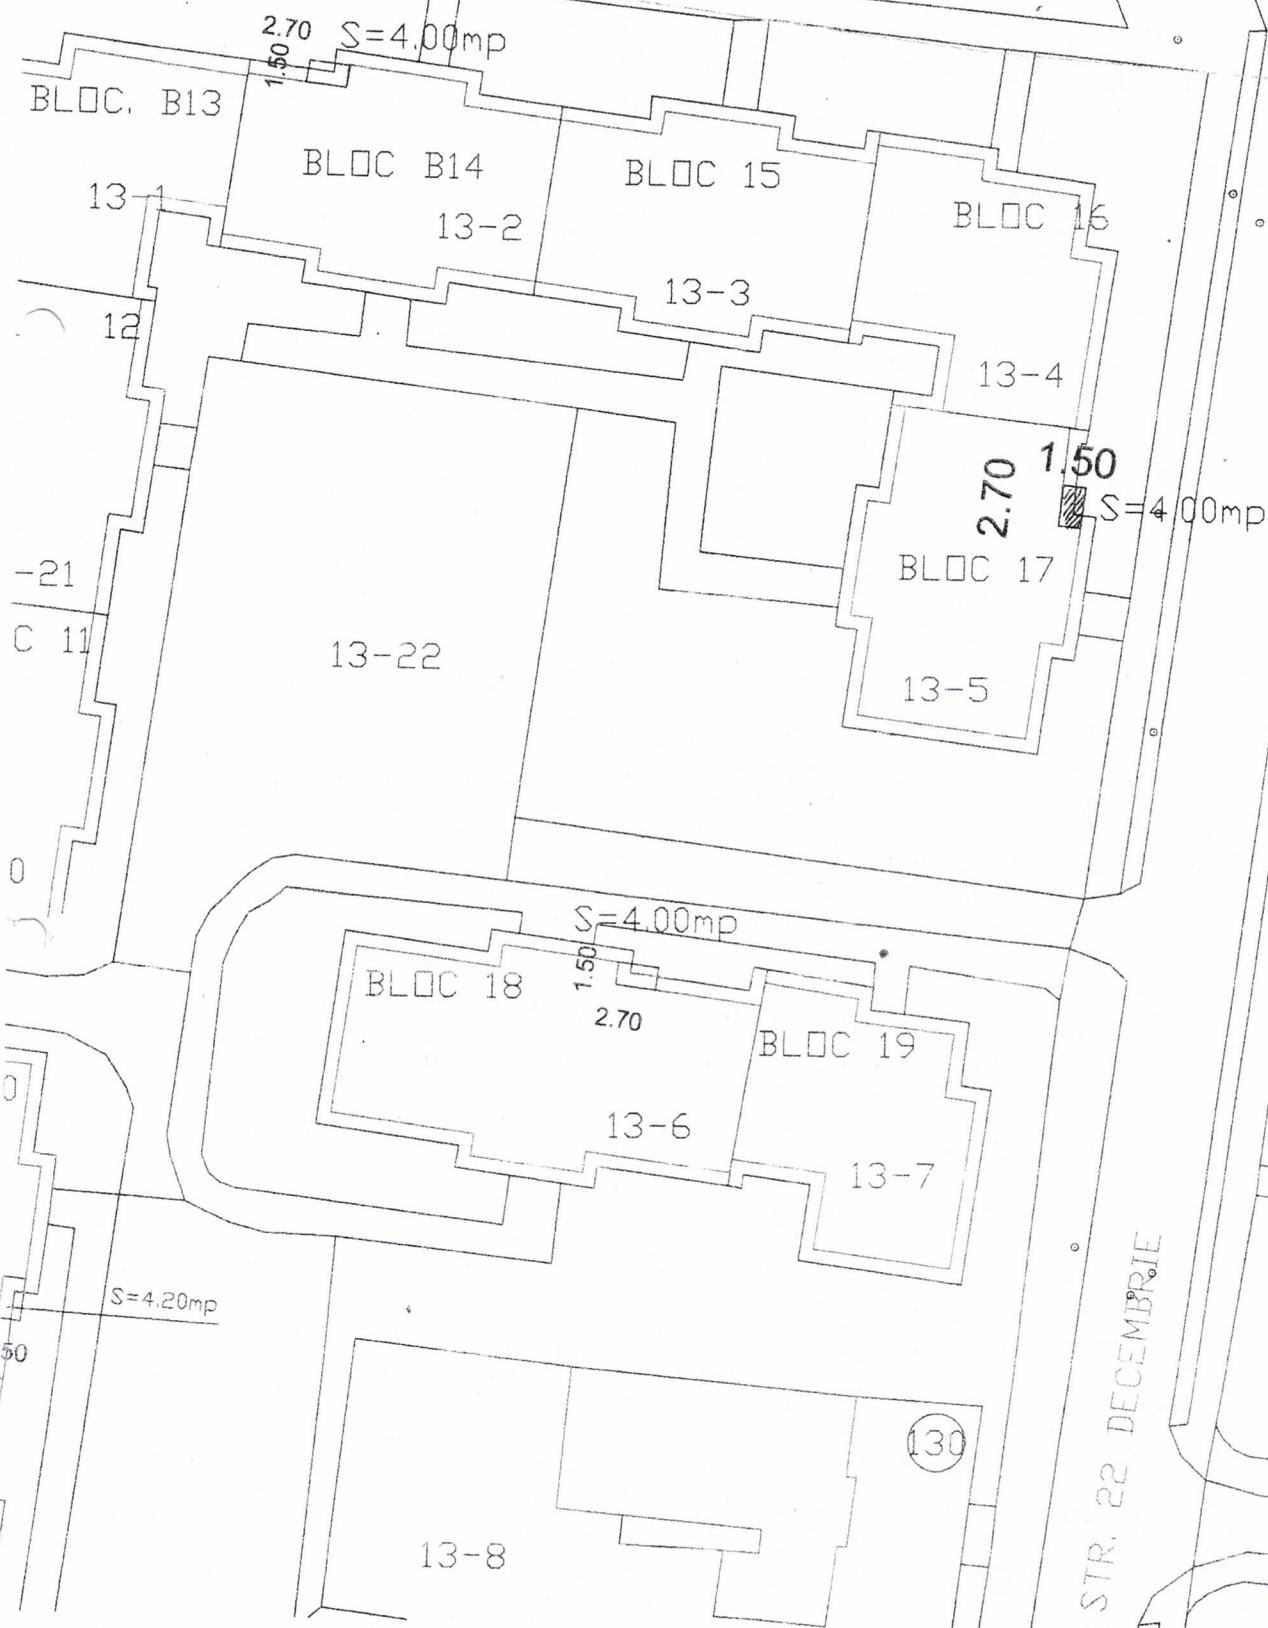 2.70
S=4.00mp
1.50
BLOC. B13
BLOC B14
BLOC 15
13-1
13-2
BLOC 16
13-3
12
13-4
1.50
2.70
S=4.00mp
BLOC 17
-21
C 11
13-22
13-5
0
S=4.00mp
1.50
BLOC 18
2.70
BLOC 19
0
13-6
13-7
S=4.20mp
50
STR. 22 DECEMBRIE
130
13-8